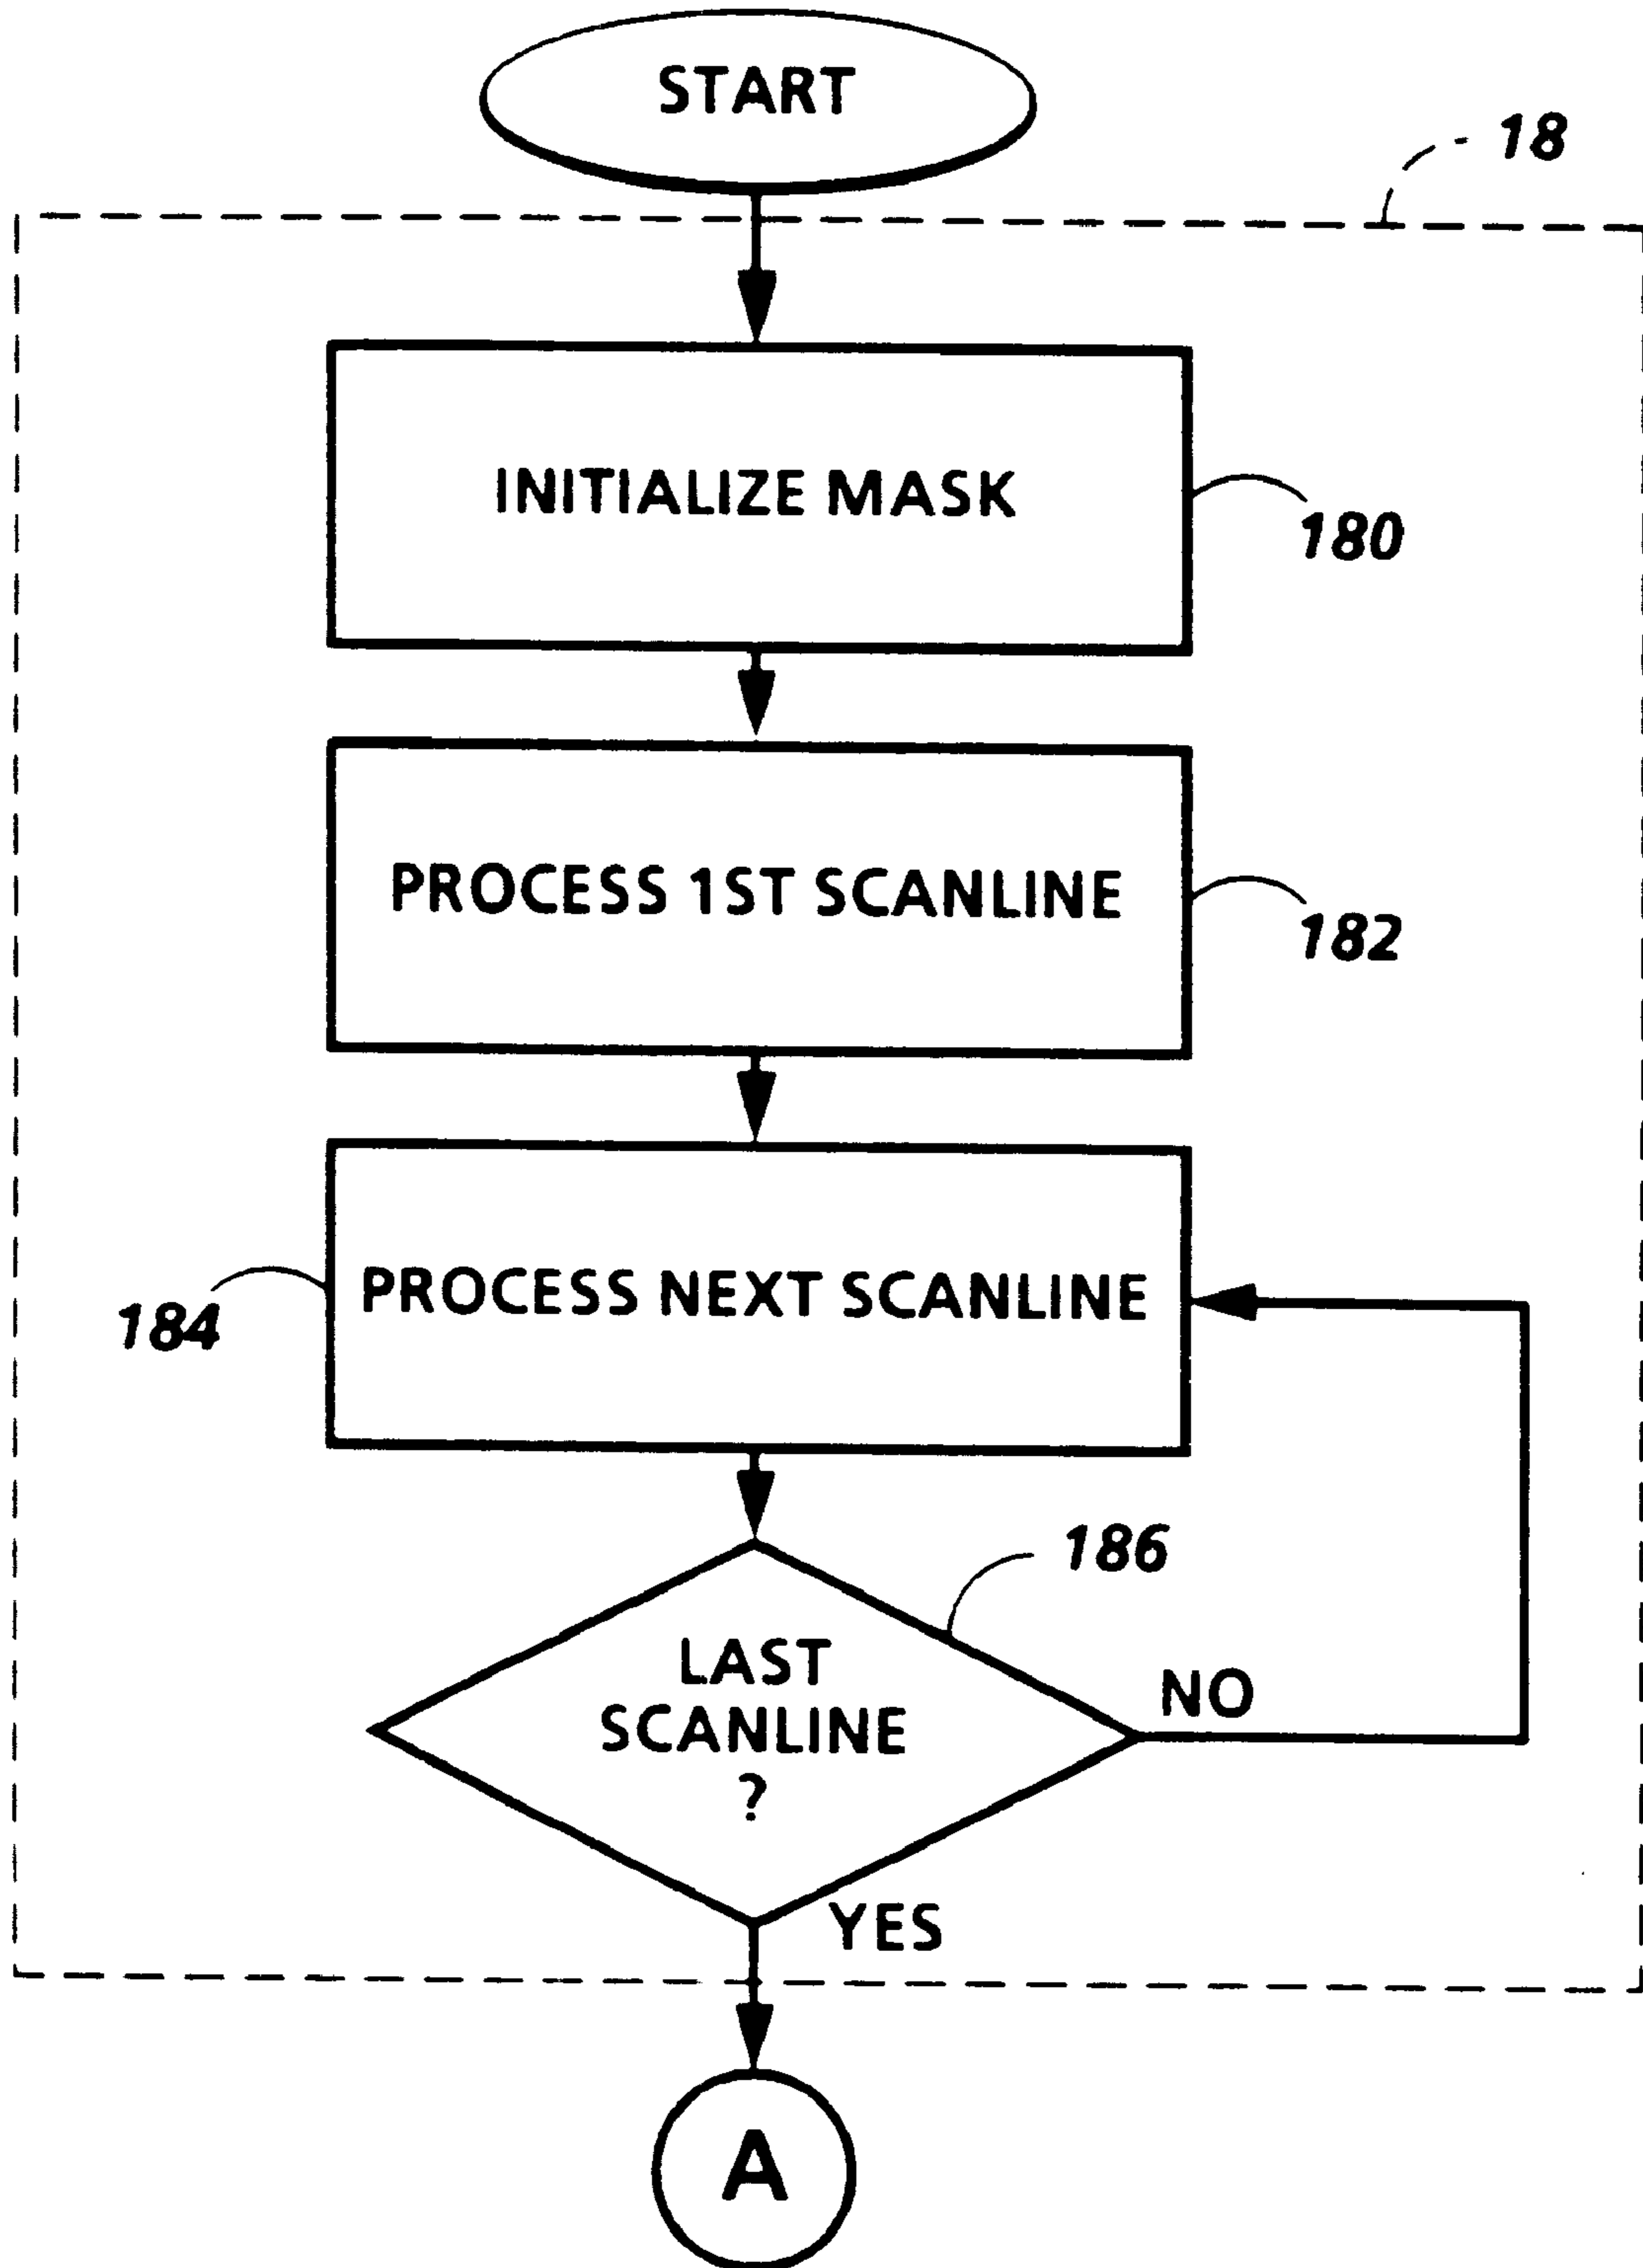 START
18
INITIALIZE MASK
180
PROCESS 1ST SCANLINE
182
PROCESS NEXT SCANLINE
184
186
LAST
SCANLINE
?
NO
YES
A